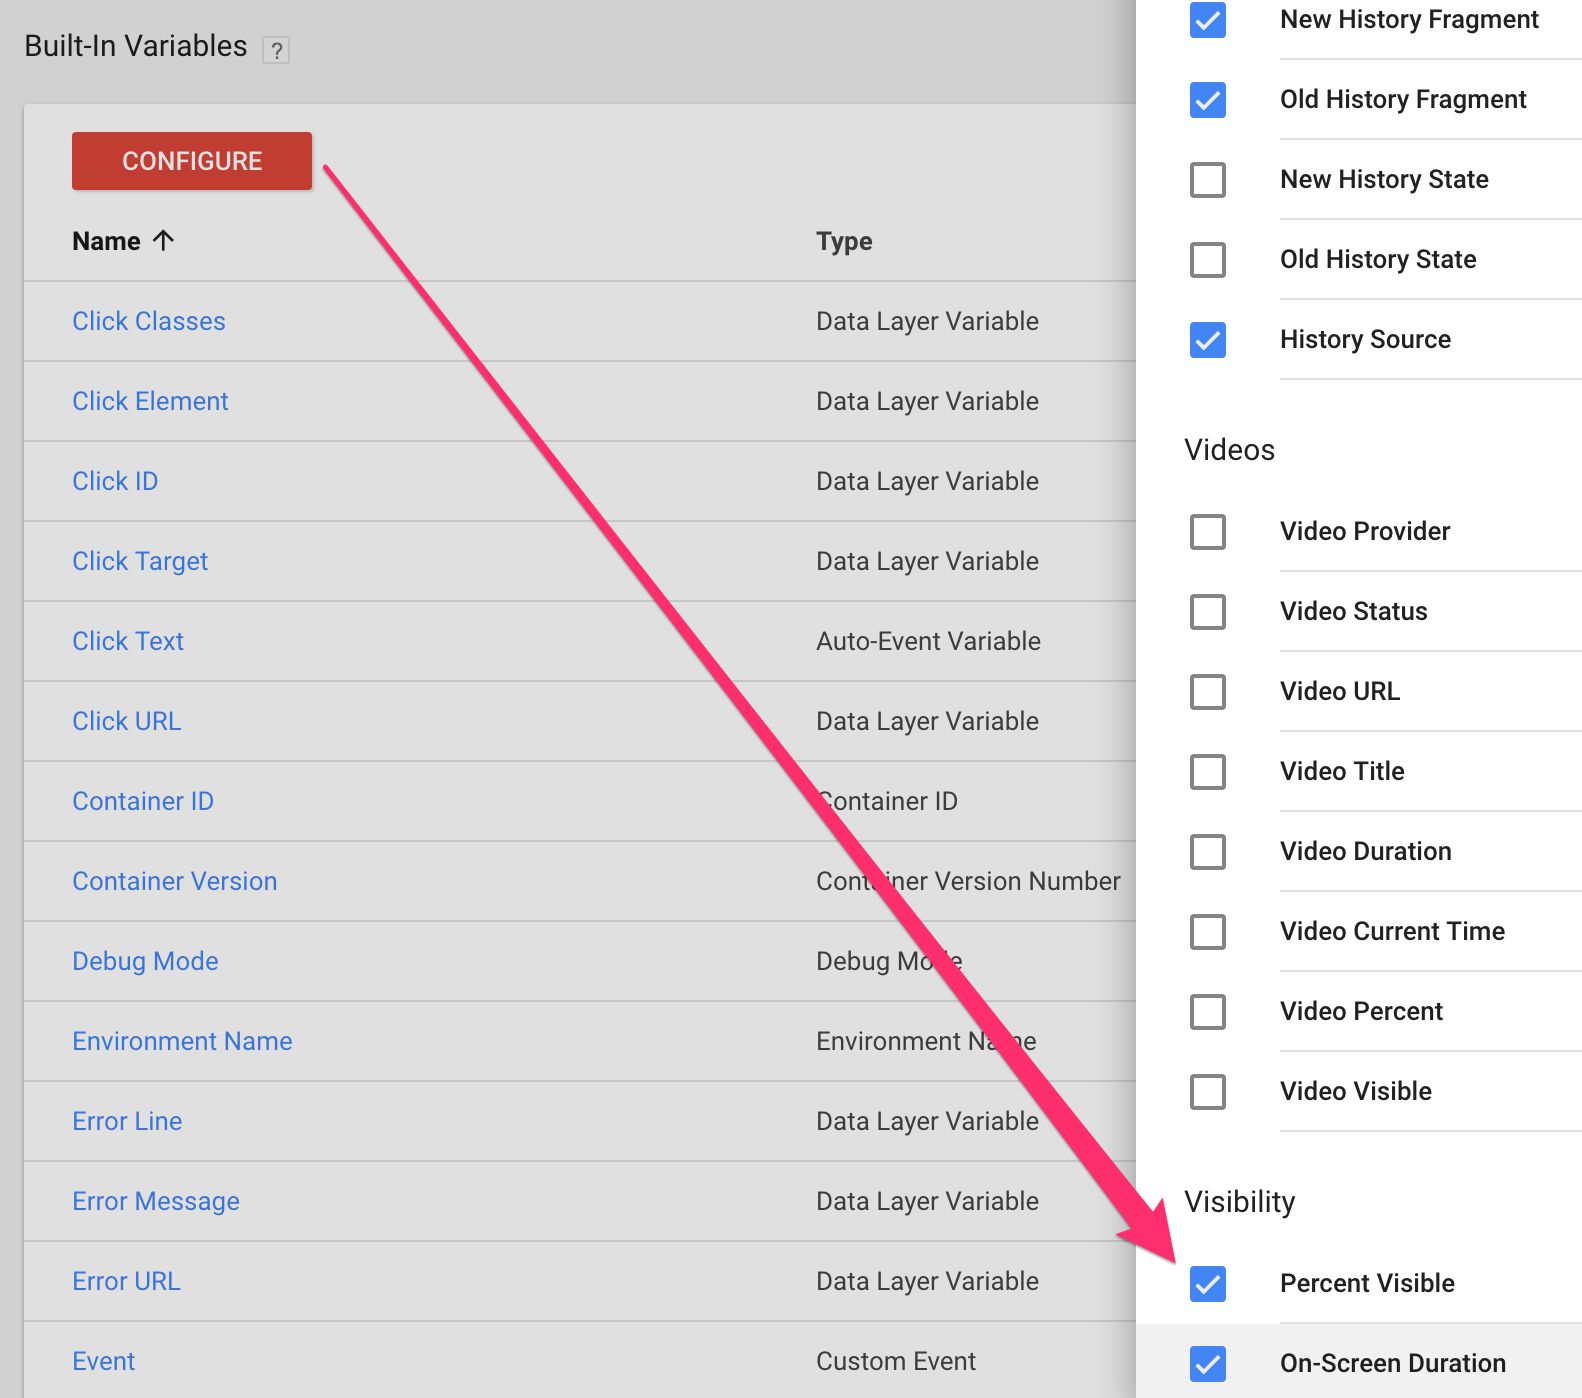 Built-In Variables ?
CONFIGURE
Name Type
Click Classes Data Layer Variable
Click Element Data Layer Variable
Click ID Data Layer Variable
Click Target Data Layer Variable
Click Text Auto-Event Variable
Click URL Data Layer Variable
Container ID Container ID
Container Version Container Version Number
Debug Mode Debug Mode
Environment Name Environment Name
Error Line Data Layer Variable
Error Message Data Layer Variable
Error URL Data Layer Variable
Event Custom Event
New History Fragment
Old History Fragment
New History State
Old History State
History Source
Videos
Video Provider
Video Status
Video URL
Video Title
Video Duration
Video Current Time
Video Percent
Video Visible
Visibility
Percent Visible
On-Screen Duration